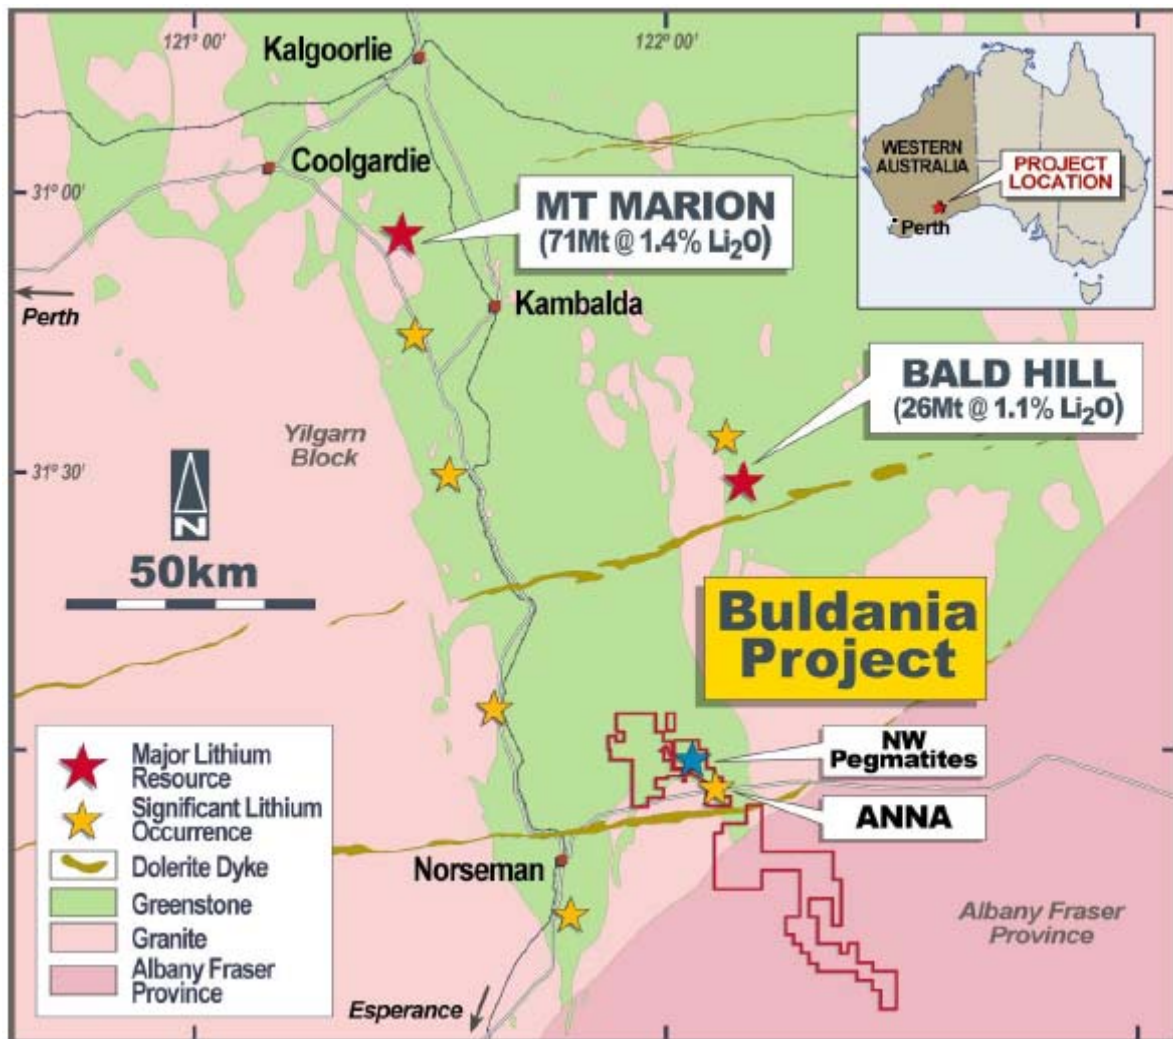 121° 00'
122° 00'
Kalgoorlie
Coolgardie
31° 00'
MT MARION
(71Mt @ 1.4% Li₂O)
WESTERN
AUSTRALIA
PROJECT
LOCATION
Perth
Perth
Kambalda
BALD HILL
(26Mt @ 1.1% Li₂O)
Yilgarn
Block
31° 30'
N
50km
Buldania
Project
NW
Pegmatites
ANNA
Major Lithium
Resource
Significant Lithium
Occurrence
Dolerite Dyke
Greenstone
Granite
Albany Fraser
Province
Norseman
Albany Fraser
Province
Esperance